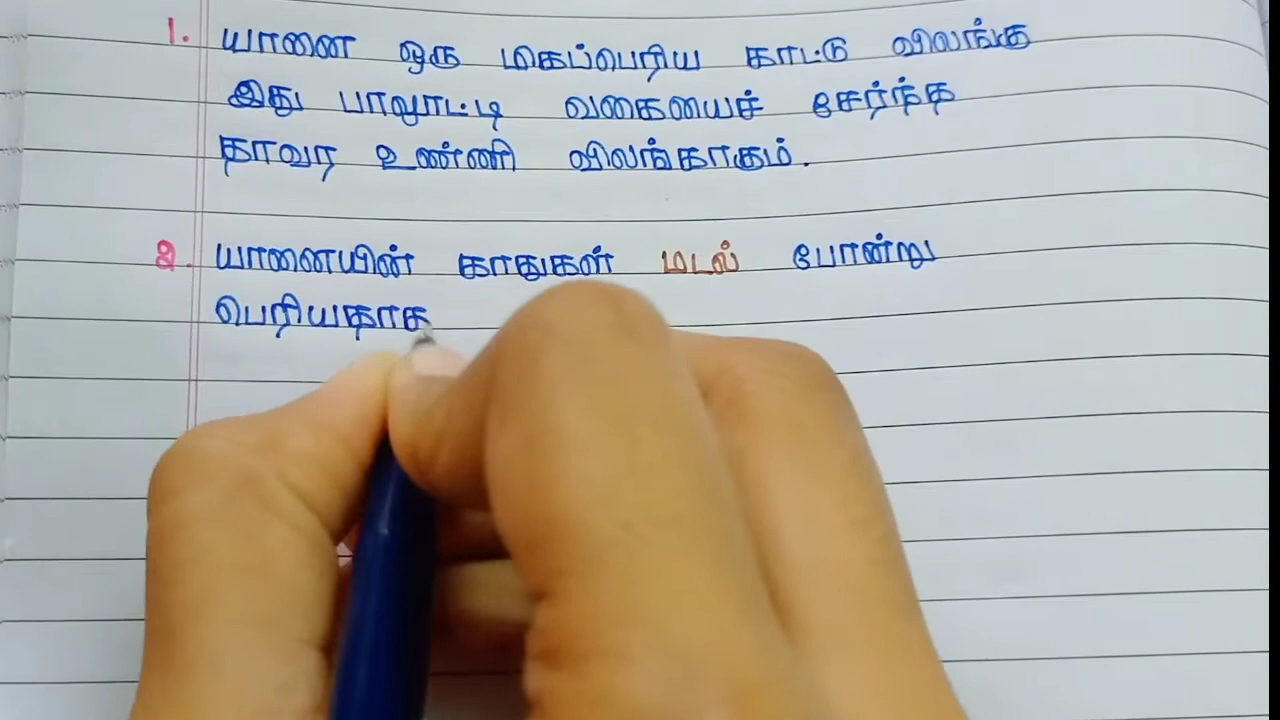 1. யானை ஒரு மிகப்பெரிய காட்டு விலங்கு
இது பாலூட்டி வகையைச் சேர்ந்த
தாவர உண்ணி விலங்காகும்.
2. யானையின் காதுகள் மடல் போன்று
பெரியதாக